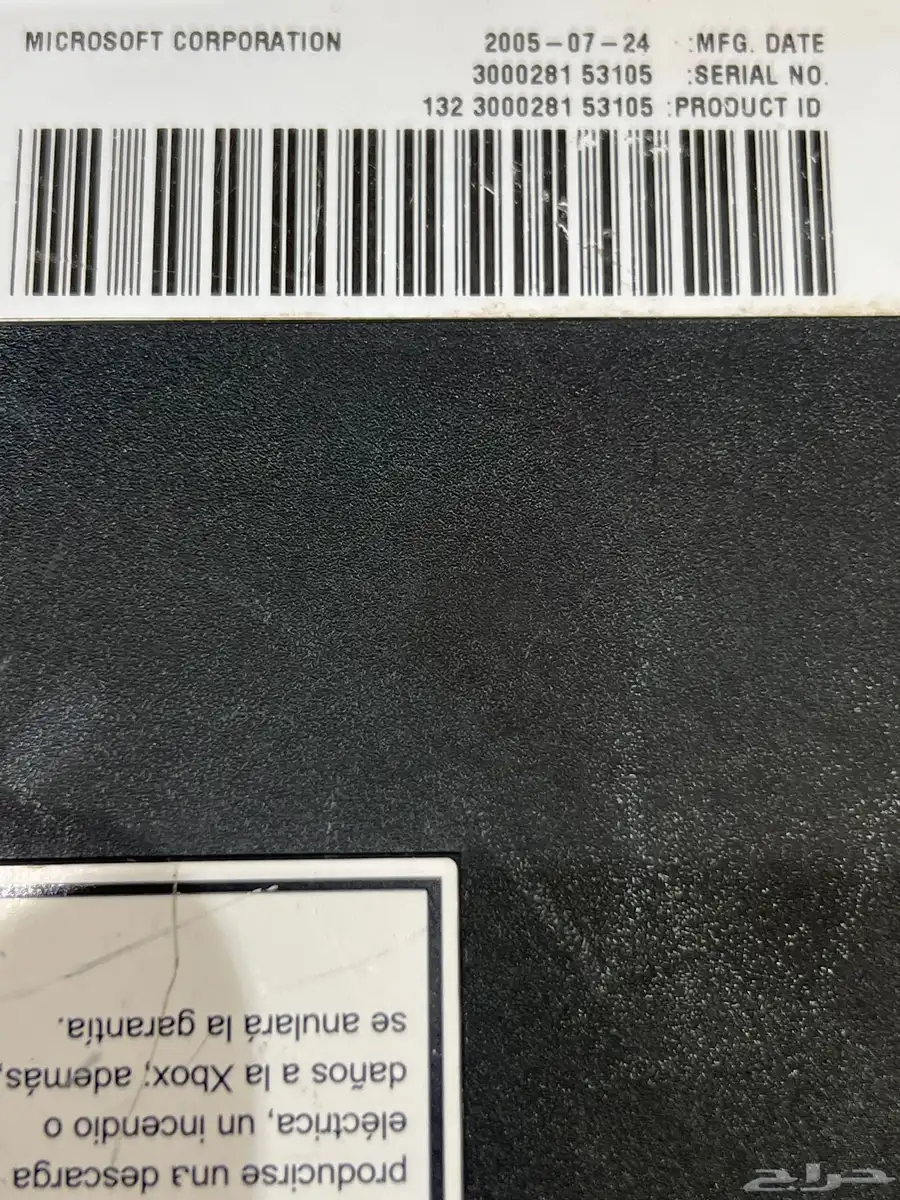 MICROSOFT CORPORATION
2005-07-24 :MFG. DATE
3000281 53105 :SERIAL NO.
132 3000281 53105 :PRODUCT ID
producirse una descarga
eléctrica, un incendio o
daños a la Xbox; además,
se anulará la garantía.
حراج